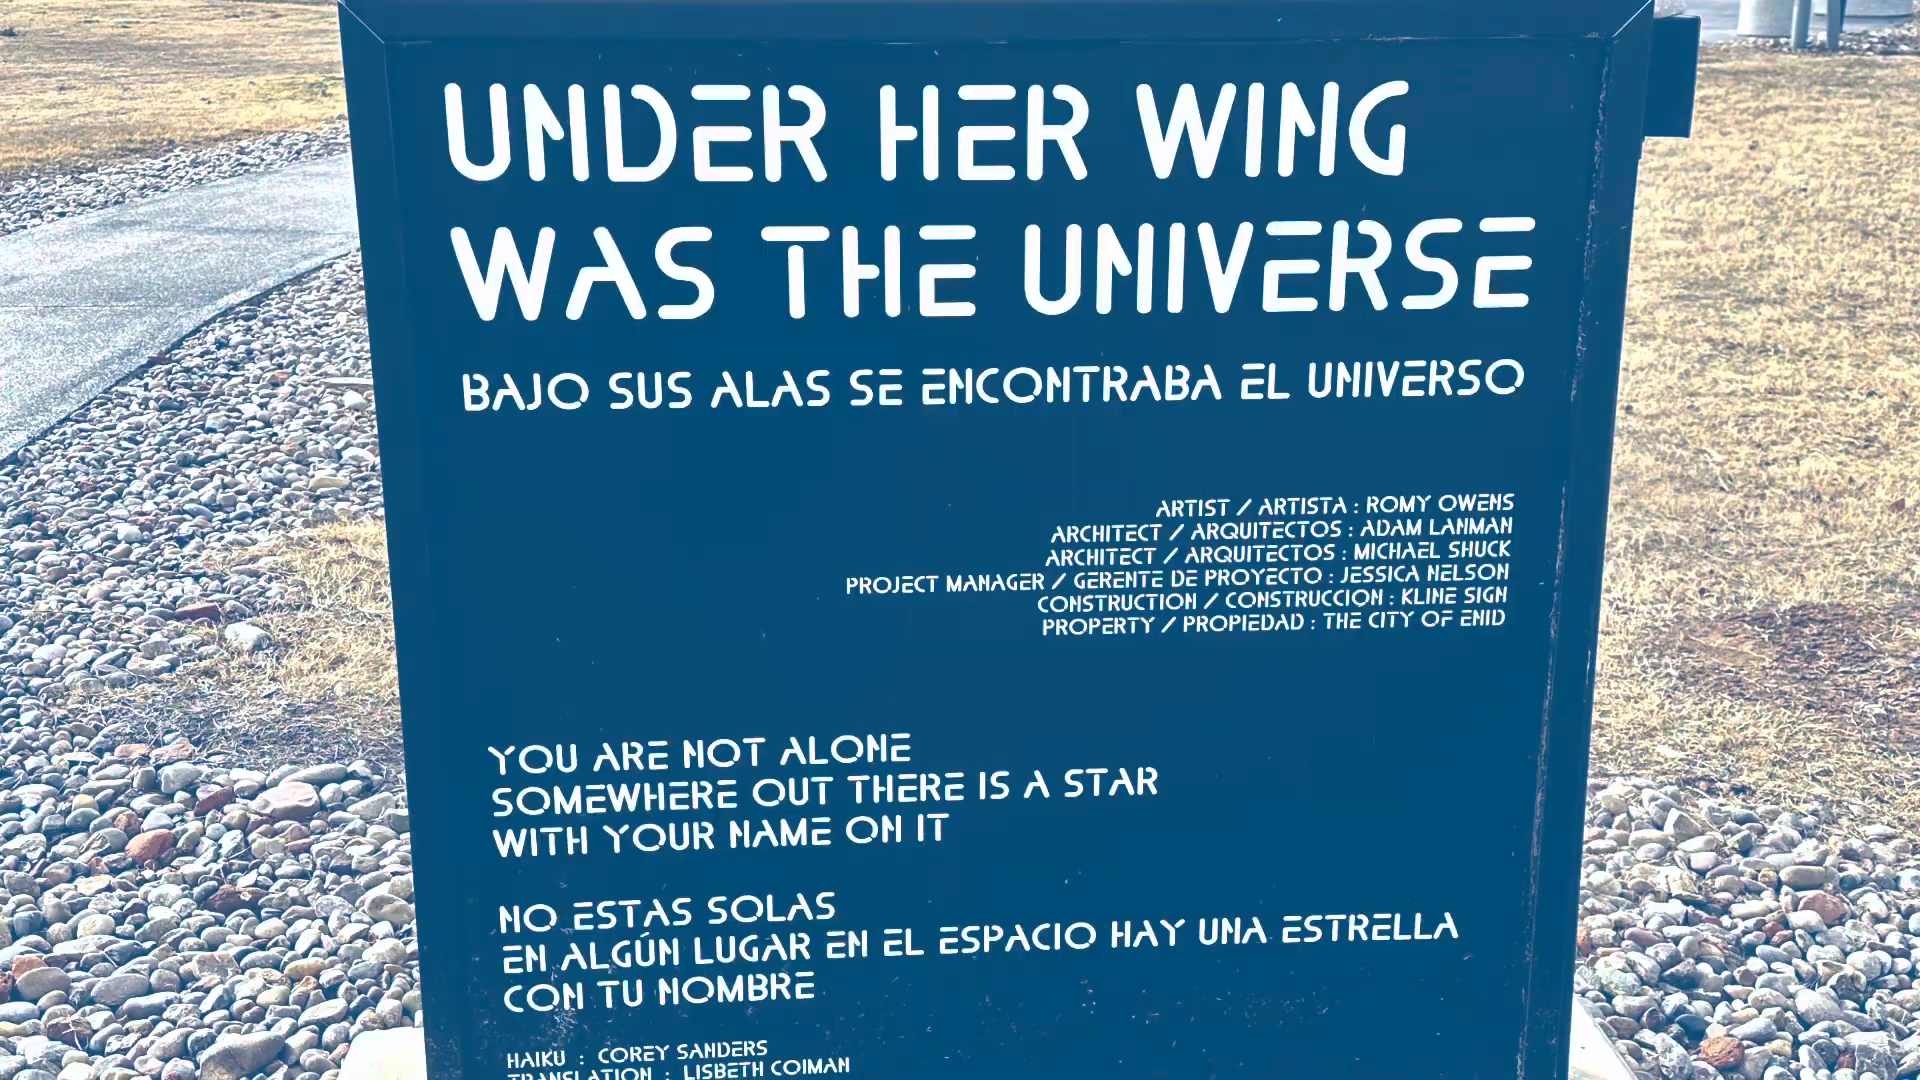 UNDER HER WING
WAS THE UNIVERSE
BAJO SUS ALAS SE ENCONTRABA EL UNIVERSO
ARTIST / ARTISTA : ROMY OWENS
ARCHITECT / ARQUITECTOS : ADAM LANMAN
ARCHITECT / ARQUITECTOS : MICHAEL SHUCK
PROJECT MANAGER / GERENTE DE PROYECTO : JESSICA NELSON
CONSTRUCTION / CONSTRUCCION : KLINE SIGN
PROPERTY / PROPIEDAD : THE CITY OF ENID
YOU ARE NOT ALONE
SOMEWHERE OUT THERE IS A STAR
WITH YOUR NAME ON IT
NO ESTAS SOLAS
EN ALGÚN LUGAR EN EL ESPACIO HAY UNA ESTRELLA
CON TU NOMBRE
HAIKU : COREY SANDERS
TRANSLATION : LISBETH COIMAN